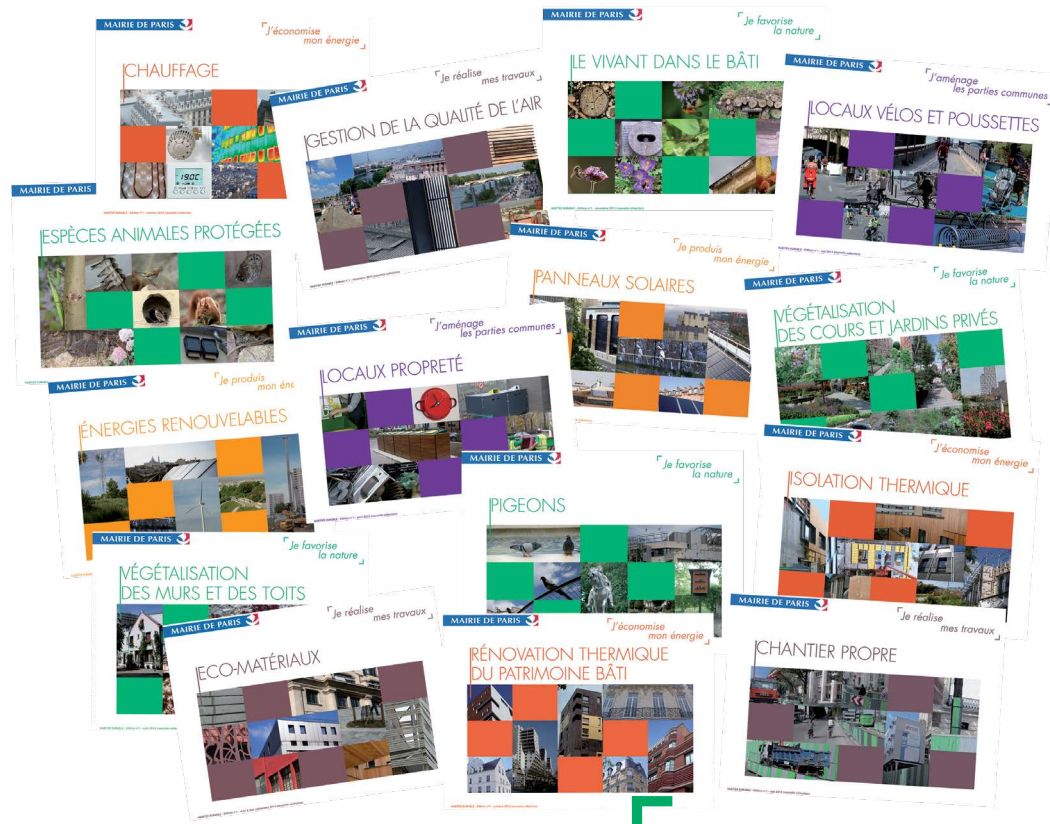 MAIRIE DE PARIS
J'économise
mon énergie
CHAUFFAGE
19.0C
MAIRIE DE PARIS
Je réalise
mes travaux
GESTION DE LA QUALITÉ DE L'AIR
MAIRIE DE PARIS
Je favorise
la nature
LE VIVANT DANS LE BÂTI
MAIRIE DE PARIS
J'aménage
les parties communes
LOCAUX VÉLOS ET POUSSETTES
MAIRIE DE PARIS
ESPÈCES ANIMALES PROTÉGÉES
MAIRIE DE PARIS
Je produis
mon énergie
PANNEAUX SOLAIRES
MAIRIE DE PARIS
Je favorise
la nature
VÉGÉTALISATION
DES COURS ET JARDINS PRIVÉS
MAIRIE DE PARIS
J'aménage
les parties communes
LOCAUX PROPRETÉ
MAIRIE DE PARIS
Je produis
mon éne
ÉNERGIES RENOUVELABLES
MAIRIE DE PARIS
Je favorise
la nature
PIGEONS
MAIRIE DE PARIS
J'économise
mon énergie
ISOLATION THERMIQUE
MAIRIE DE PARIS
Je favorise
la nature
VÉGÉTALISATION
DES MURS ET DES TOITS
MAIRIE DE PARIS
Je réalise
mes travaux
ECO-MATÉRIAUX
MAIRIE DE PARIS
J'économise
mon énergie
RÉNOVATION THERMIQUE
DU PATRIMOINE BÂTI
MAIRIE DE PARIS
Je réalise
mes travaux
CHANTIER PROPRE